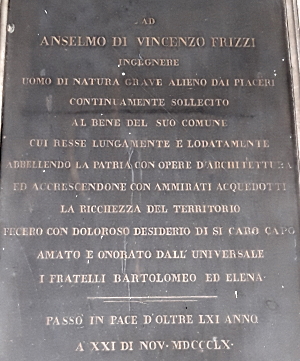 AD
ANSELMO DI VINCENZO FRIZZI
INGEGNERE
UOMO DI NATURA GRAVE ALIENO DAI PIACERI
CONTINUAMENTE SOLLECITO
AL BENE DEL SUO COMUNE
CUI RESSE LUNGAMENTE E LODATAMENTE
ABBELLENDO LA PATRIA CON OPERE D'ARCHITETTURA
ED ACCRESCENDONE CON AMMIRATI ACQUEDOTTI
LA RICCHEZZA DEL TERRITORIO
FECERO CON DOLOROSO DESIDERIO DI SI CARO CAPO
AMATO E ONORATO DALL'UNIVERSALE
I FRATELLI BARTOLOMEO ED ELENA·
PASSO IN PACE D'OLTRE LXI ANNO
A XXI DI NOV· MDCCCLX·